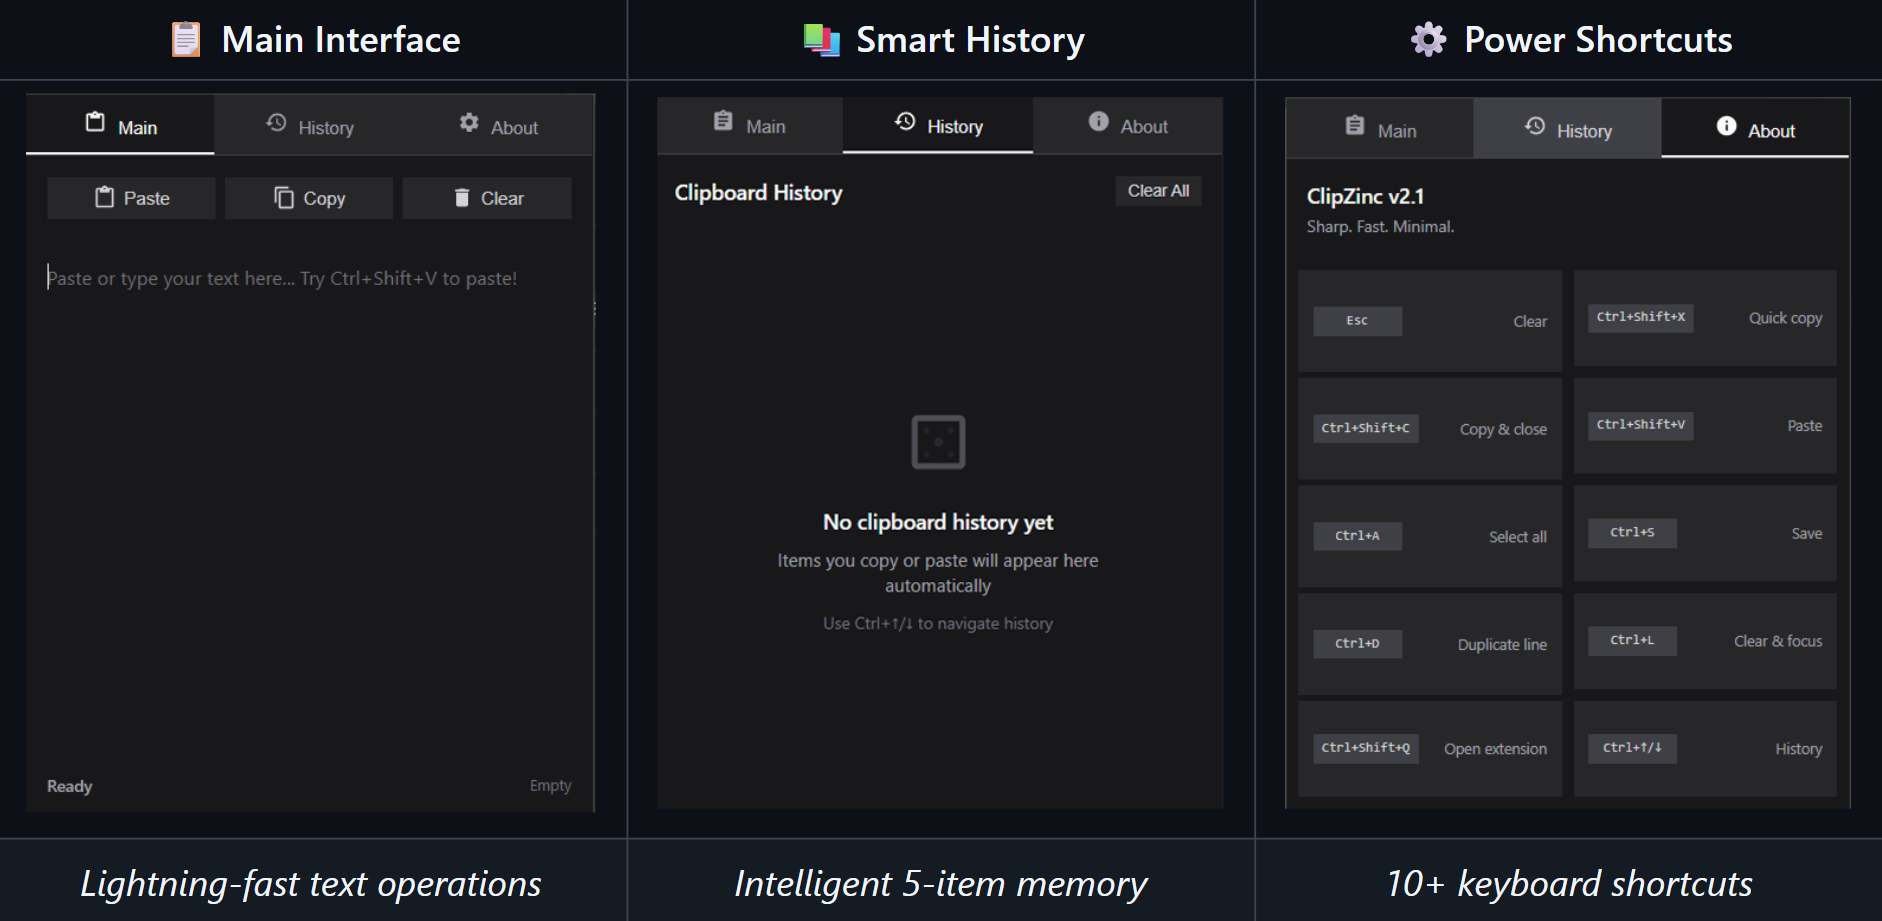 Main Interface
Main
History
About
Paste
Copy
Clear
Paste or type your text here... Try Ctrl+Shift+V to paste!
Ready
Empty
Lightning-fast text operations
Smart History
Main
History
About
Clipboard History
Clear All
No clipboard history yet
Items you copy or paste will appear here
automatically
Use Ctrl+↑/↓ to navigate history
Intelligent 5-item memory
Power Shortcuts
Main
History
About
ClipZinc v2.1
Sharp. Fast. Minimal.
Esc Clear
Ctrl+Shift+X Quick copy
Ctrl+Shift+C Copy & close
Ctrl+Shift+V Paste
Ctrl+A Select all
Ctrl+S Save
Ctrl+D Duplicate line
Ctrl+L Clear & focus
Ctrl+Shift+Q Open extension
Ctrl+↑/↓ History
10+ keyboard shortcuts